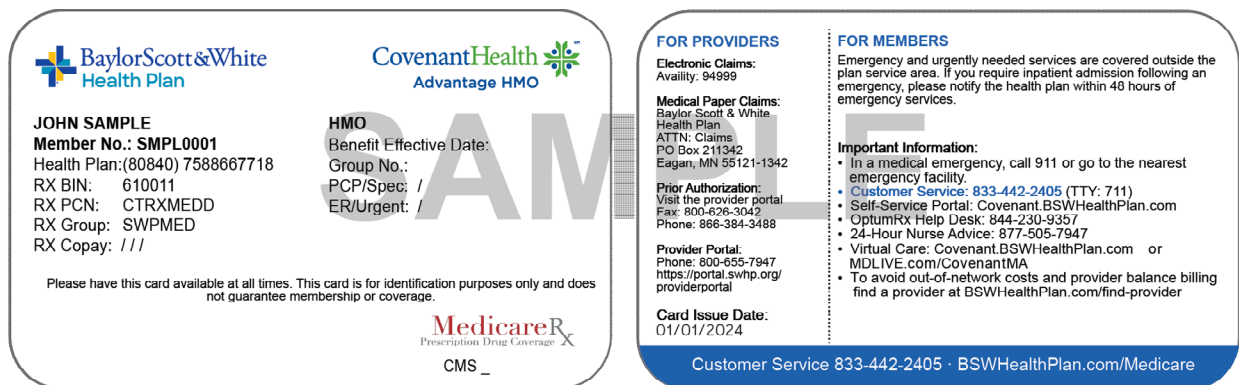 BaylorScott&White
Health Plan
CovenantHealth SM
Advantage HMO
JOHN SAMPLE
Member No.: SMPL0001
Health Plan:(80840) 7588667718
RX BIN: 610011
RX PCN: CTRXMEDD
RX Group: SWPMED
RX Copay: / / /
HMO
Benefit Effective Date:
Group No.:
PCP/Spec: /
ER/Urgent: /
Please have this card available at all times. This card is for identification purposes only and does
not guarantee membership or coverage.
MedicareRx
Prescription Drug Coverage
CMS _
SAMPLE
FOR PROVIDERS
Electronic Claims:
Availity: 94999
Medical Paper Claims:
Baylor Scott & White
Health Plan
ATTN: Claims
PO Box 211342
Eagan, MN 55121-1342
Prior Authorization:
Visit the provider portal
Fax: 800-626-3042
Phone: 866-384-3488
Provider Portal:
Phone: 800-655-7947
https://portal.swhp.org/
providerportal
Card Issue Date:
01/01/2024
FOR MEMBERS
Emergency and urgently needed services are covered outside the
plan service area. If you require inpatient admission following an
emergency, please notify the health plan within 48 hours of
emergency services.
Important Information:
• In a medical emergency, call 911 or go to the nearest
emergency facility.
• Customer Service: 833-442-2405 (TTY: 711)
• Self-Service Portal: Covenant.BSWHealthPlan.com
• OptumRx Help Desk: 844-230-9357
• 24-Hour Nurse Advice: 877-505-7947
• Virtual Care: Covenant.BSWHealthPlan.com or
MDLIVE.com/CovenantMA
• To avoid out-of-network costs and provider balance billing
find a provider at BSWHealthPlan.com/find-provider
Customer Service 833-442-2405 · BSWHealthPlan.com/Medicare